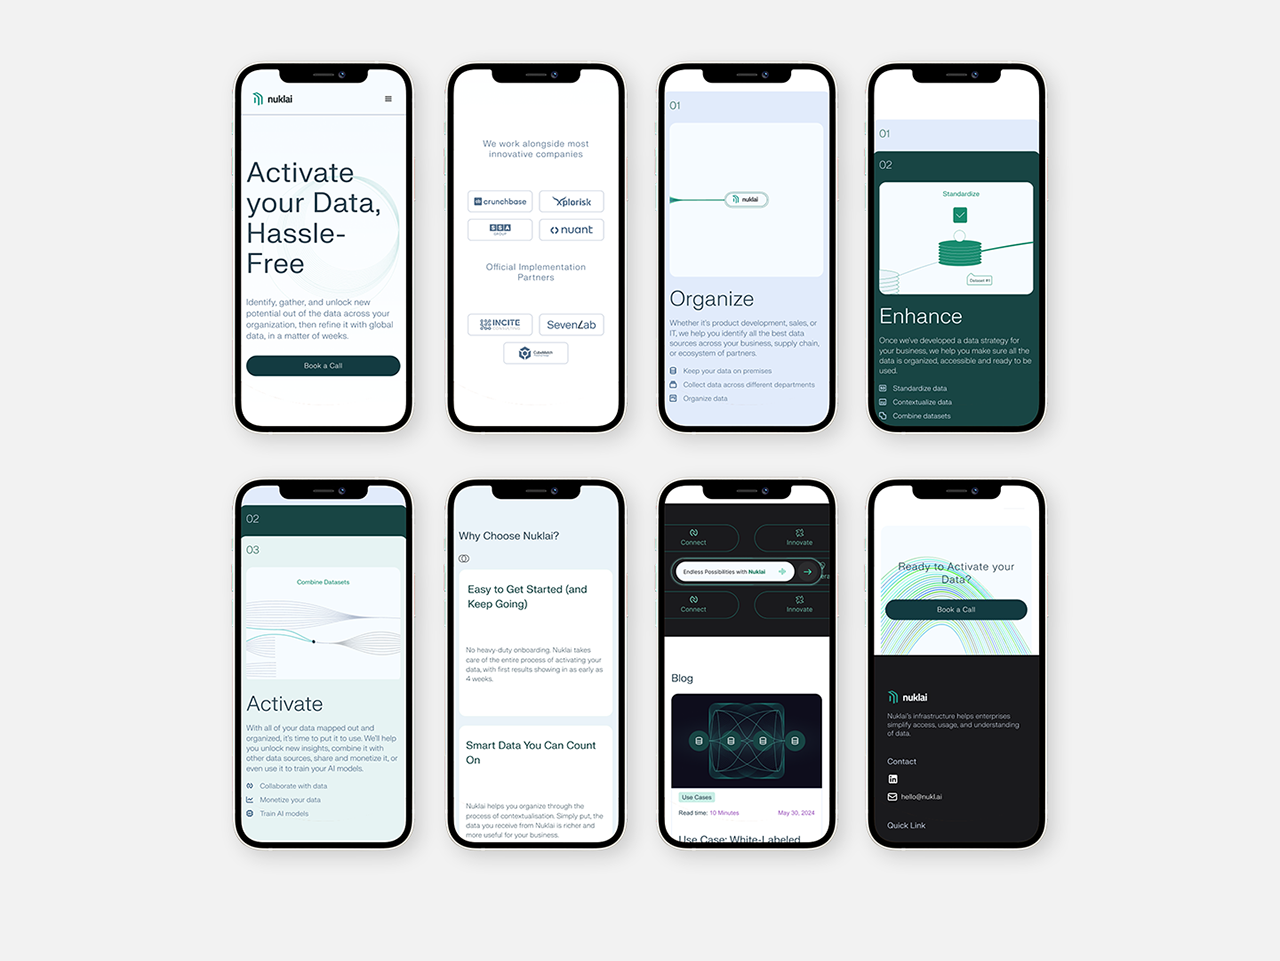 nuklai
Activate
your Data,
Hassle-
Free
Identify, gather, and unlock new
potential out of the data across your
organization, then refine it with global
data, in a matter of weeks.
Book a Call
We work alongside most
innovative companies
crunchbase
Xplorisk
SBA
GROUP
nuant
Official Implementation
Partners
INCITE
CONSULTING
SevenLab
CubeMatch
01
nuklai
Organize
Whether it's product development, sales, or
IT, we help you identify all the best data
sources across your business, supply chain,
or ecosystem of partners.
Keep your data on premises
Collect data across different departments
Organize data
01
02
Standardize
Dataset #1
Enhance
Once we've developed a data strategy for
your business, we help you make sure all the
data is organized, accessible and ready to be
used.
Standardize data
Contextualize data
Combine datasets
02
03
Combine Datasets
Activate
With all of your data mapped out and
organized, it's time to put it to use. We'll help
you unlock new insights, combine it with
other data sources, share and monetize it, or
even use it to train your AI models.
Collaborate with data
Monetize your data
Train AI models
Why Choose Nuklai?
Easy to Get Started (and
Keep Going)
No heavy-duty onboarding. Nuklai takes
care of the entire process of activating your
data, with first results showing in as early as
4 weeks.
Smart Data You Can Count
On
Nuklai helps you organize through the
process of contextualisation. Simply put, the
data you receive from Nuklai is richer and
more useful for your business.
Connect
Innovate
Endless Possibilities with Nuklai
Connect
Innovate
Blog
Use Cases
Read time: 10 Minutes
May 30, 2024
Use Case: White-Labeled
Ready to Activate your
Data?
Book a Call
nuklai
Nuklai's infrastructure helps enterprises
simplify access, usage, and understanding
of data.
Contact
hello@nukl.ai
Quick Link